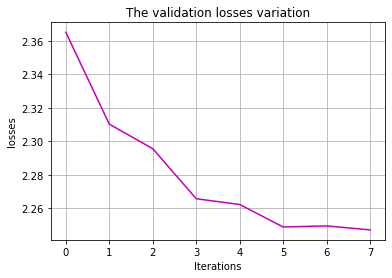 The validation losses variation
losses
2.36
2.34
2.32
2.30
2.28
2.26
0 1 2 3 4 5 6 7
Iterations